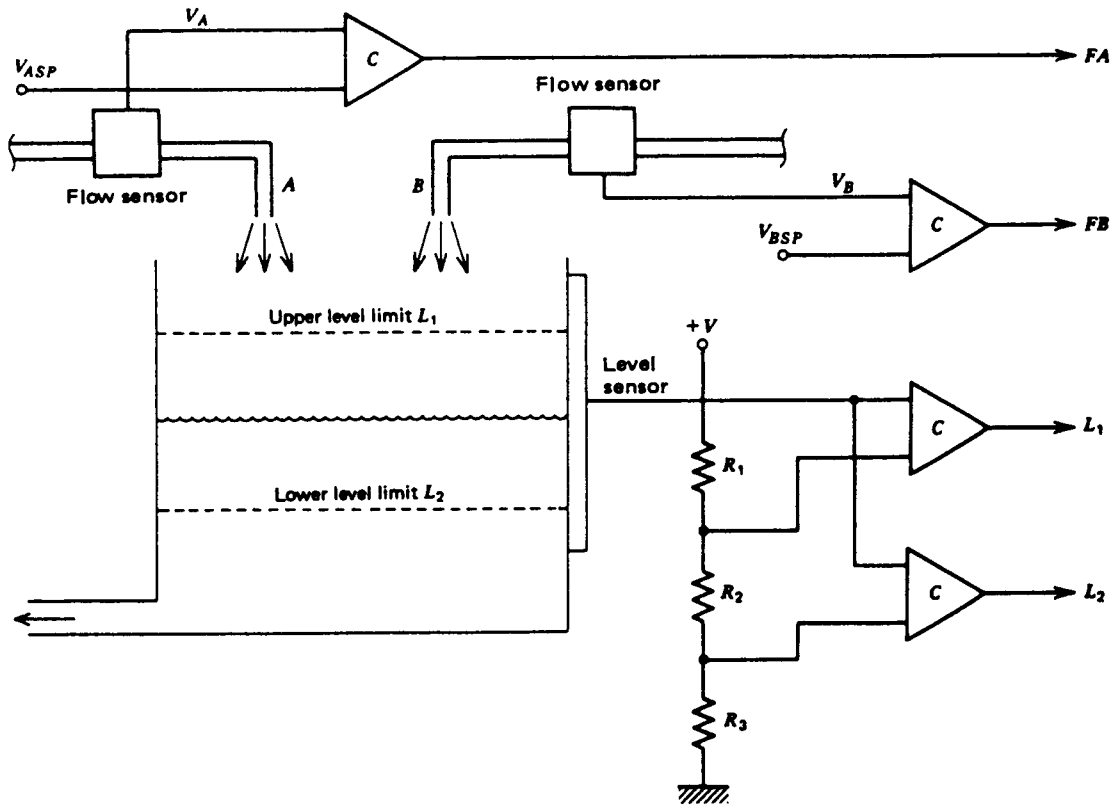 V_A
C
FA
V_ASP
Flow sensor
Flow sensor
A
B
V_B
C
FB
V_BSP
Upper level limit L₁
+V
Level
sensor
C
L₁
R₁
Lower level limit L₂
R₂
C
L₂
R₃